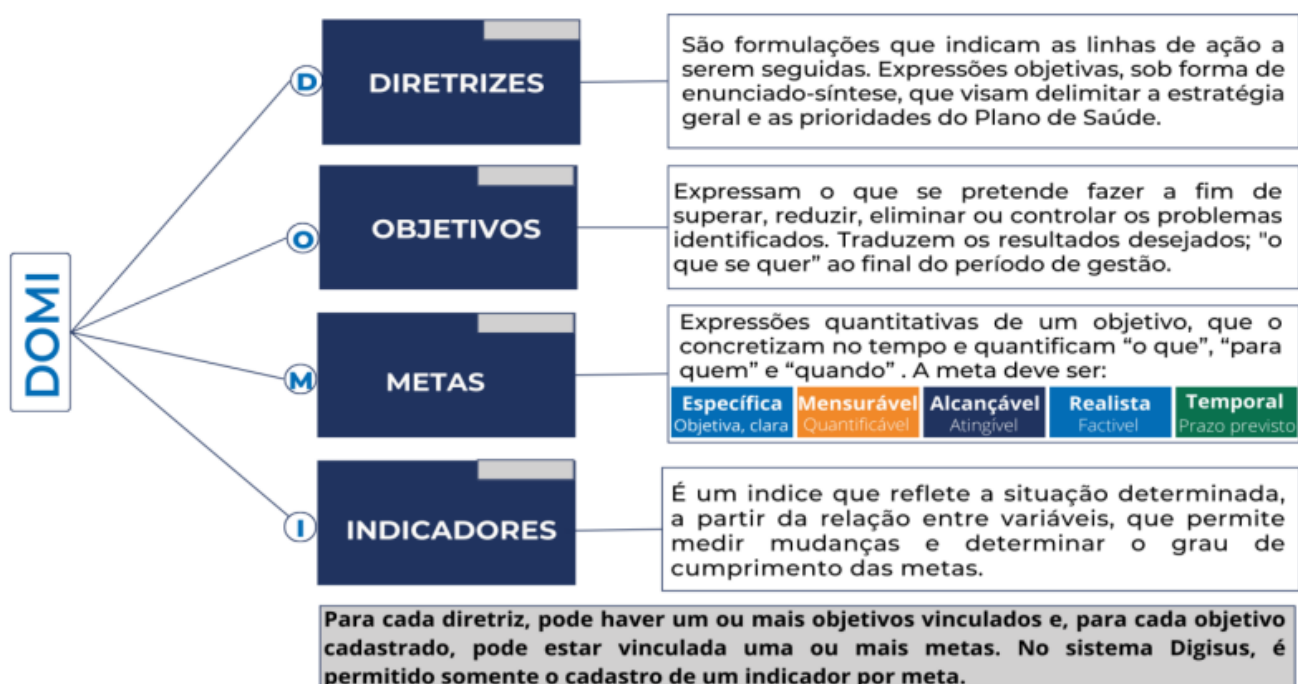 DOMI
D
DIRETRIZES
São formulações que indicam as linhas de ação a
serem seguidas. Expressões objetivas, sob forma de
enunciado-síntese, que visam delimitar a estratégia
geral e as prioridades do Plano de Saúde.
O
OBJETIVOS
Expressam o que se pretende fazer a fim de
superar, reduzir, eliminar ou controlar os problemas
identificados. Traduzem os resultados desejados; "o
que se quer” ao final do período de gestão.
M
METAS
Expressões quantitativas de um objetivo, que o
concretizam no tempo e quantificam “o que”, “para
quem” e “quando” . A meta deve ser:
Específica Mensurável Alcançável Realista Temporal
Objetiva, clara Quantificável Atingível Factivel Prazo previsto
I
INDICADORES
É um indice que reflete a situação determinada,
a partir da relação entre variáveis, que permite
medir mudanças e determinar o grau de
cumprimento das metas.
Para cada diretriz, pode haver um ou mais objetivos vinculados e, para cada objetivo
cadastrado, pode estar vinculada uma ou mais metas. No sistema Digisus, é
permitido somente o cadastro de um indicador por meta.